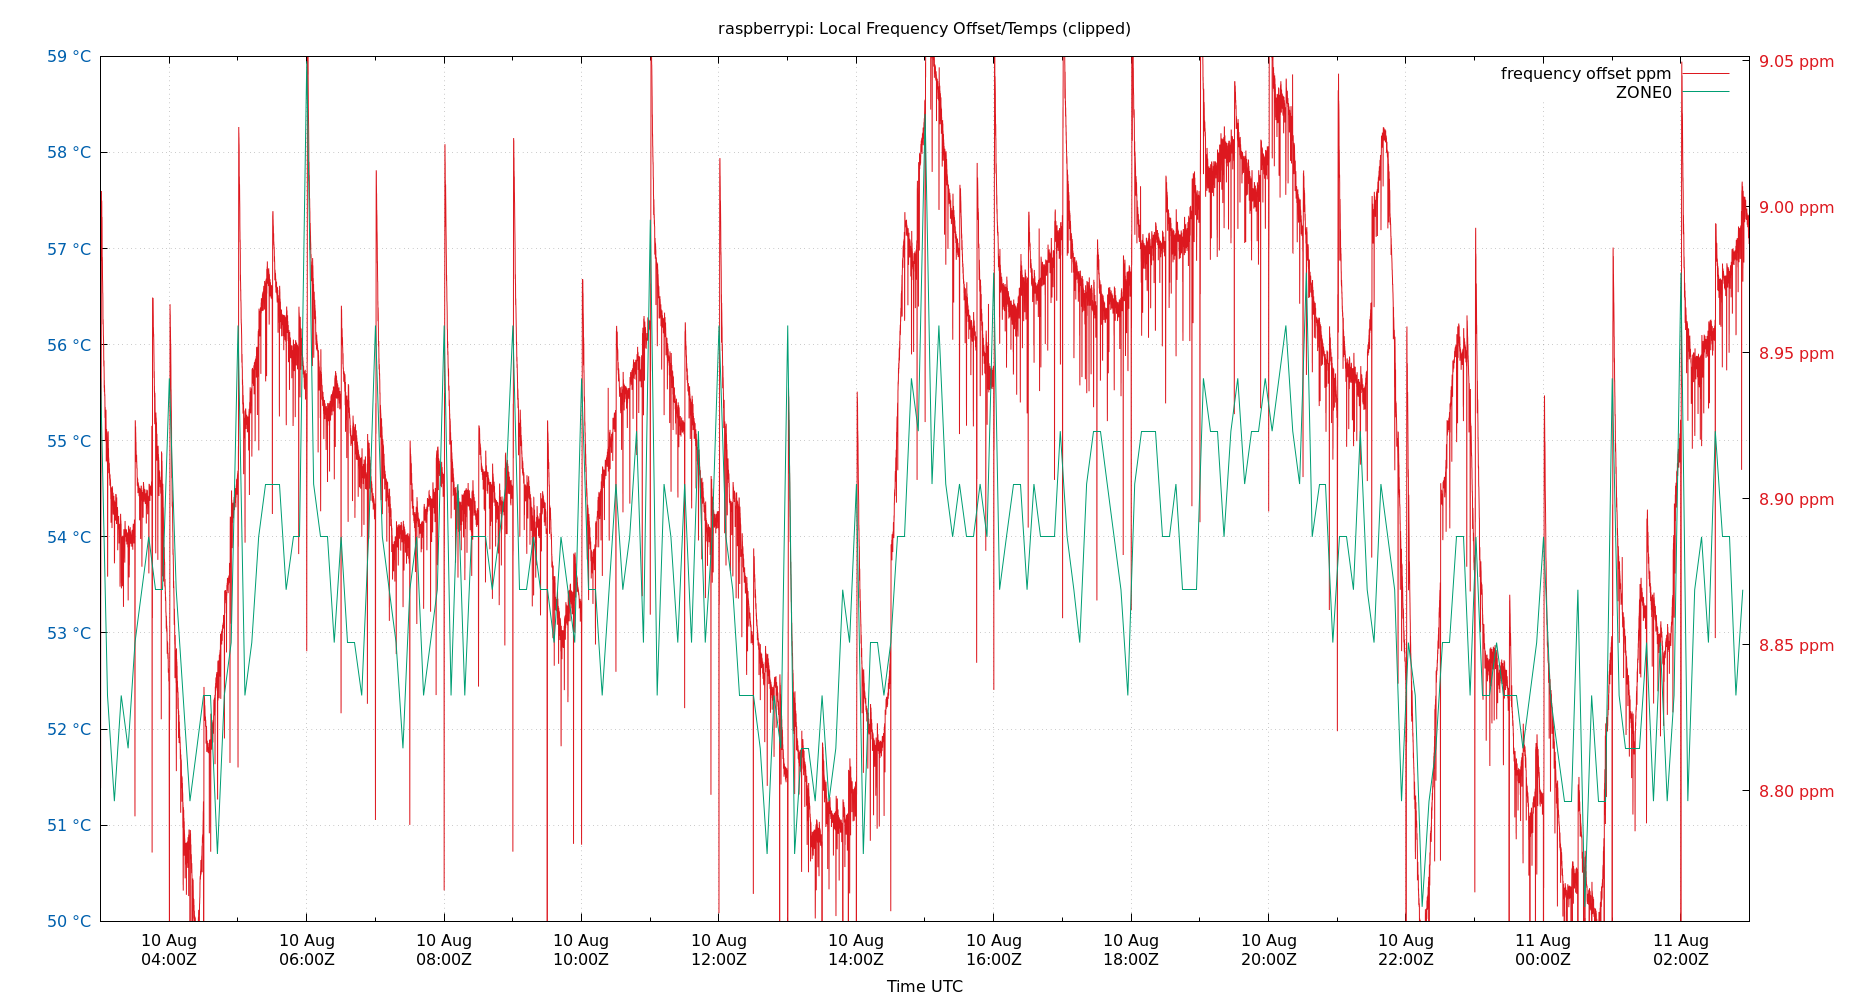 raspberrypi: Local Frequency Offset/Temps (clipped)
59 °C
58 °C
57 °C
56 °C
55 °C
54 °C
53 °C
52 °C
51 °C
50 °C
frequency offset ppm
ZONE0
9.05 ppm
9.00 ppm
8.95 ppm
8.90 ppm
8.85 ppm
8.80 ppm
10 Aug
04:00Z
10 Aug
06:00Z
10 Aug
08:00Z
10 Aug
10:00Z
10 Aug
12:00Z
10 Aug
14:00Z
10 Aug
16:00Z
10 Aug
18:00Z
10 Aug
20:00Z
10 Aug
22:00Z
11 Aug
00:00Z
11 Aug
02:00Z
Time UTC